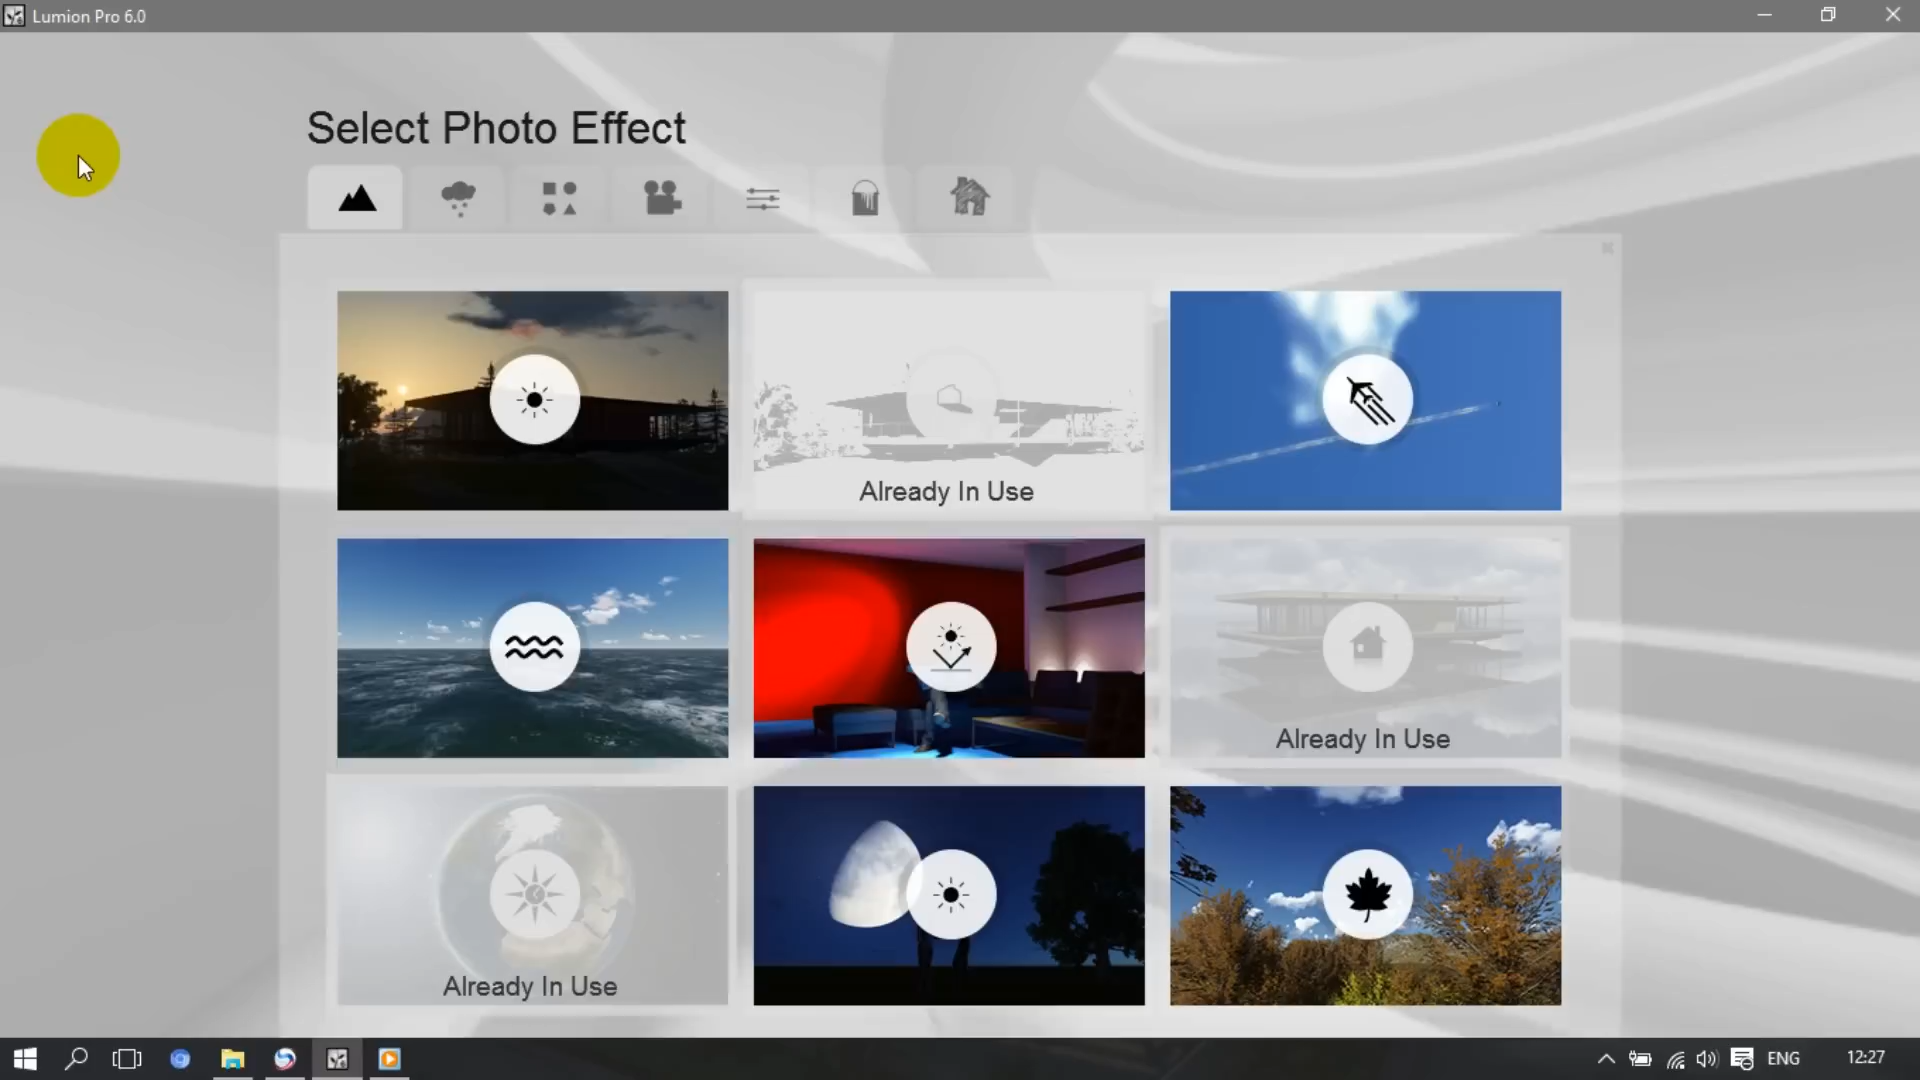 Lumion Pro 6.0
Select Photo Effect
Already In Use
Already In Use
Already In Use
ENG
12:27